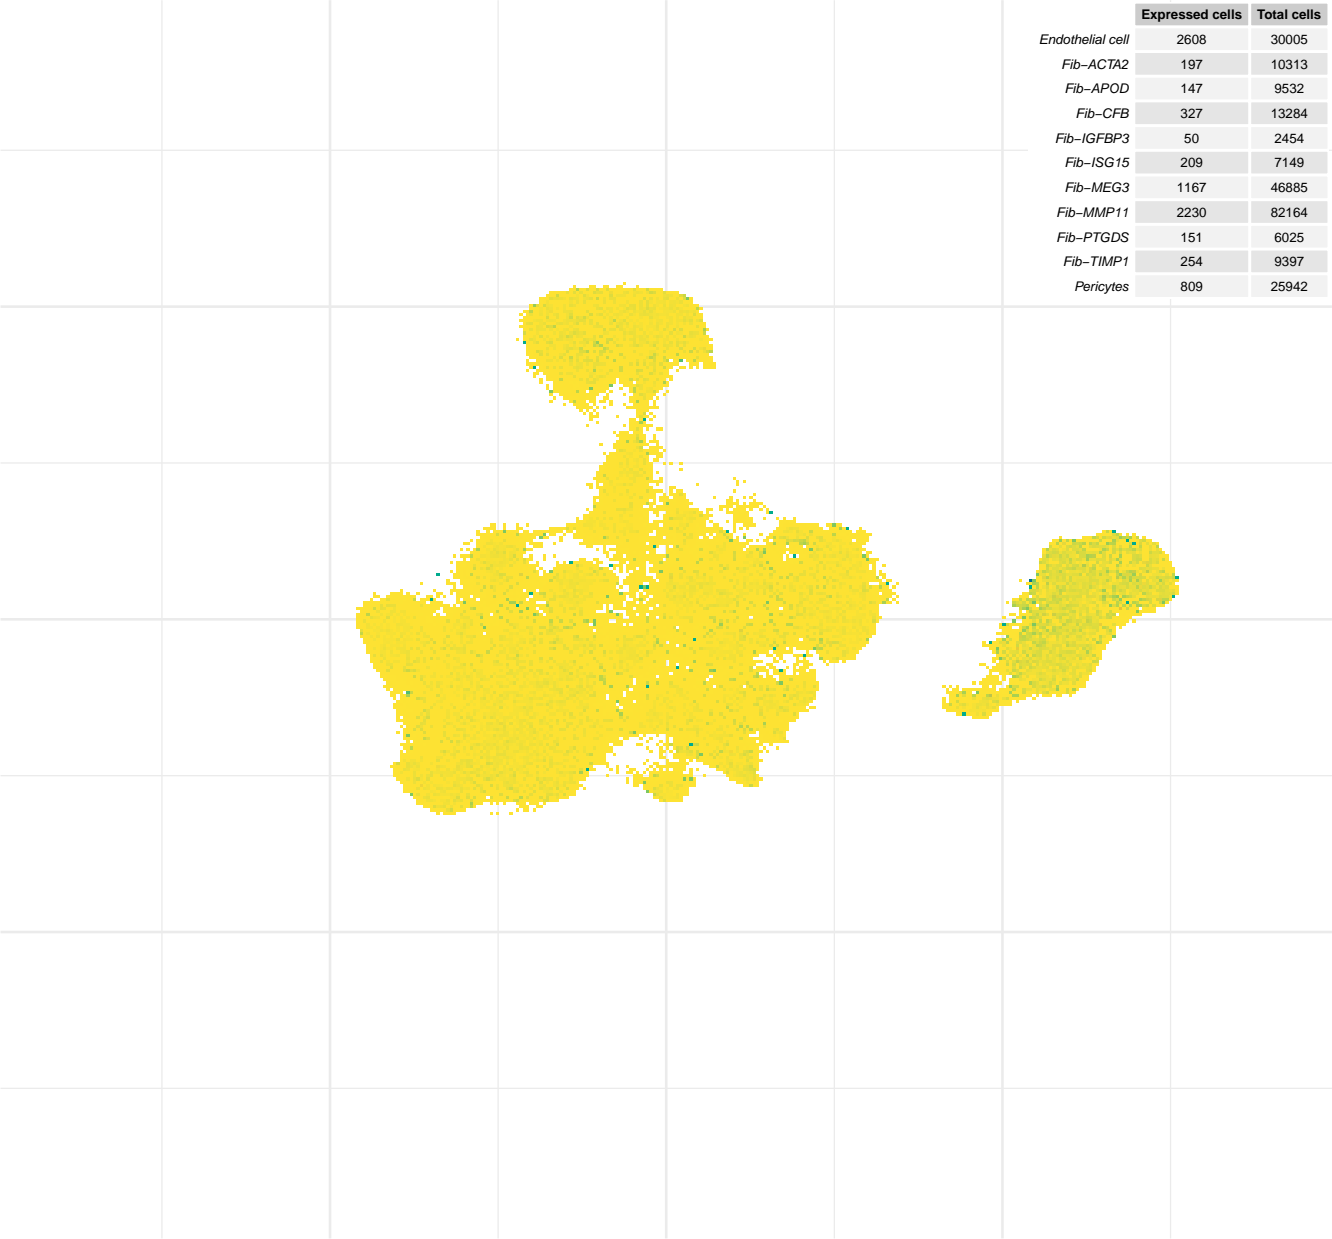 Expressed cells Total cells
Endothelial cell 2608 30005
Fib−ACTA2 197 10313
Fib−APOD 147 9532
Fib−CFB 327 13284
Fib−IGFBP3 50 2454
Fib−ISG15 209 7149
Fib−MEG3 1167 46885
Fib−MMP11 2230 82164
Fib−PTGDS 151 6025
Fib−TIMP1 254 9397
Pericytes 809 25942